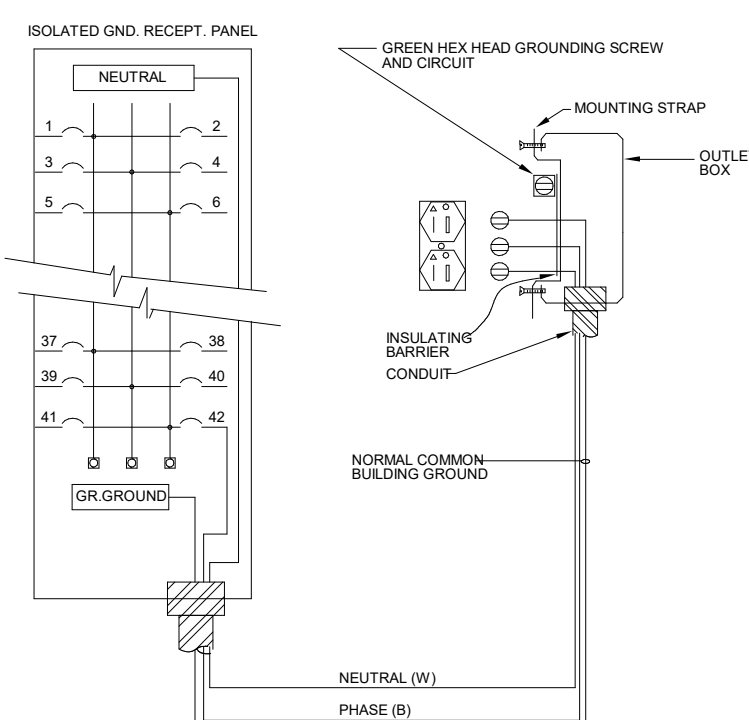 ISOLATED GND. RECEPT. PANEL
NEUTRAL
1
2
3
4
5
6
37
38
39
40
41
42
GR.GROUND
GREEN HEX HEAD GROUNDING SCREW
AND CIRCUIT
MOUNTING STRAP
OUTLE
BOX
INSULATING
BARRIER
CONDUIT
NORMAL COMMON
BUILDING GROUND
NEUTRAL (W)
PHASE (B)